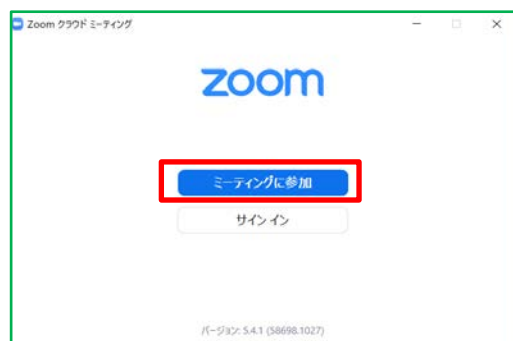 Zoom クラウド ミーティング
zoom
ミーティングに参加
サイン イン
バージョン: 5.4.1 (58698.1027)